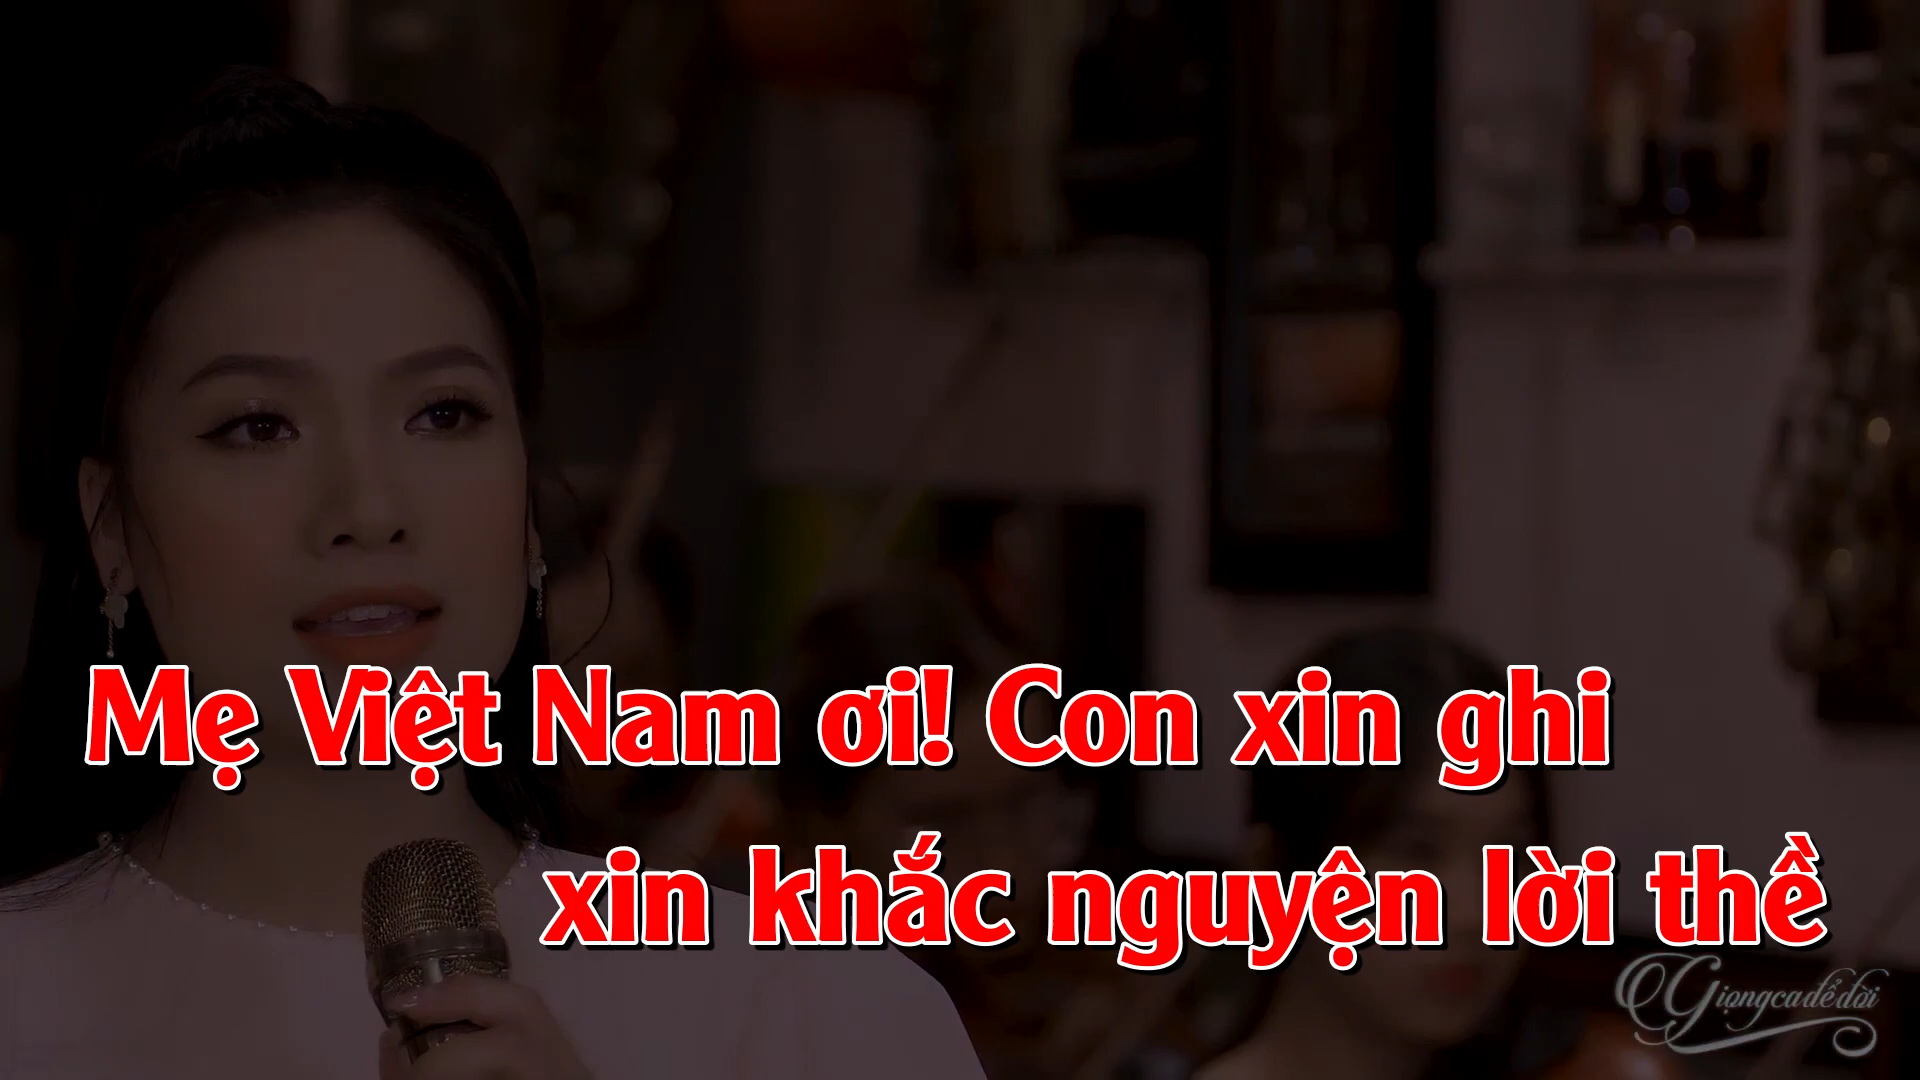 Mẹ Việt Nam ơi! Con xin ghi
xin khắc nguyện lời thề
Giọngcađểđời